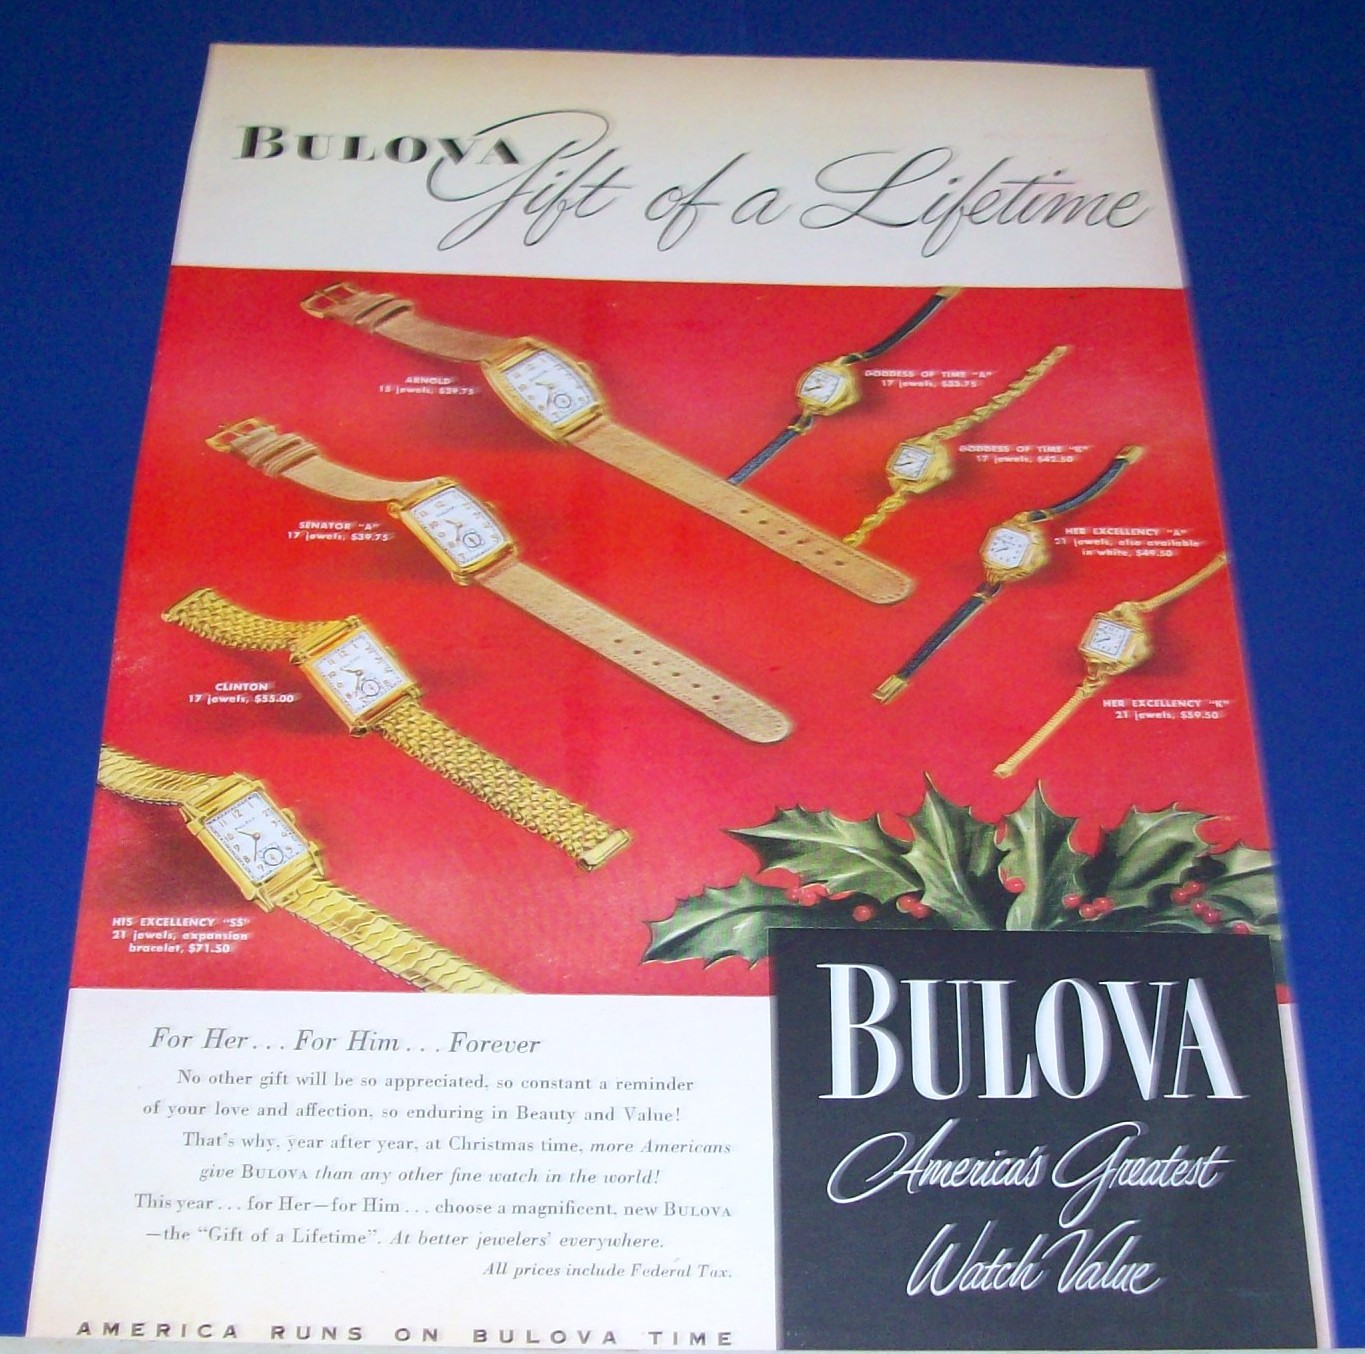 BULOVA
Gift of a Lifetime
ARNOLD
15 jewels, $29.75
GODDESS OF TIME "A"
17 jewels, $33.75
GODDESS OF TIME "K"
17 jewels, $42.50
SENATOR "A"
17 jewels, $39.75
HER EXCELLENCY "A"
21 jewels, also available
in white, $49.50
CLINTON
17 jewels, $55.00
HER EXCELLENCY "K"
21 jewels, $59.50
HIS EXCELLENCY "SS"
21 jewels, expansion
bracelet, $71.50
For Her... For Him... Forever
No other gift will be so appreciated, so constant a reminder
of your love and affection, so enduring in Beauty and Value!
That's why, year after year, at Christmas time, more Americans
give BULOVA than any other fine watch in the world!
This year... for Her—for Him... choose a magnificent, new BULOVA
—the "Gift of a Lifetime". At better jewelers' everywhere.
All prices include Federal Tax.
AMERICA RUNS ON BULOVA TIME
BULOVA
America's Greatest
Watch Value